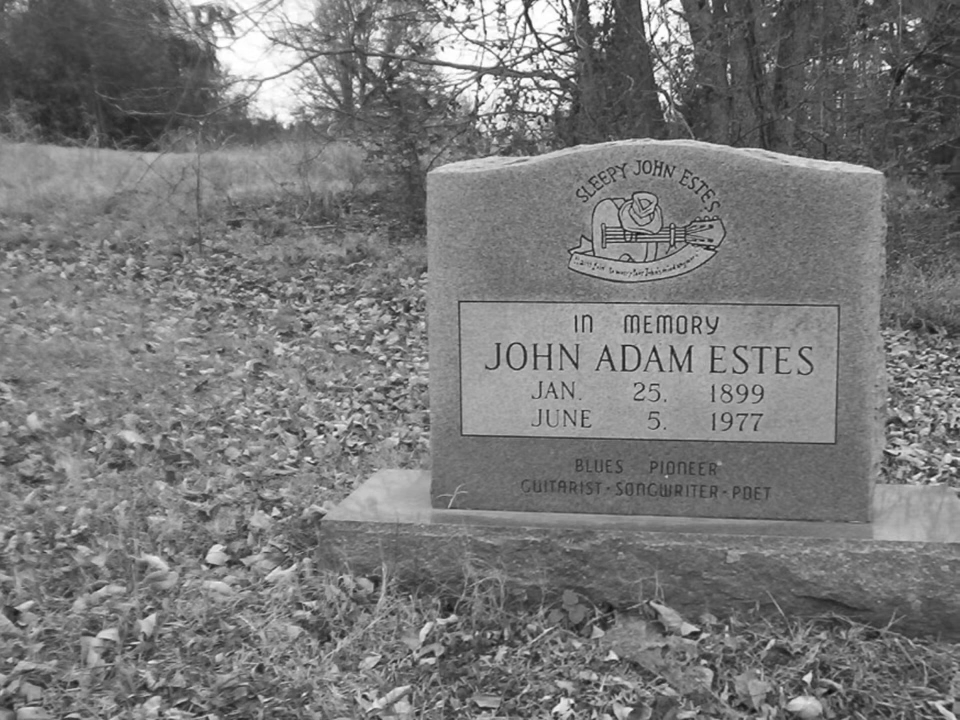 SLEEPY JOHN ESTES
IN MEMORY
JOHN ADAM ESTES
JAN. 25. 1899
JUNE 5. 1977
BLUES PIONEER
GUITARIST - SONGWRITER - POET